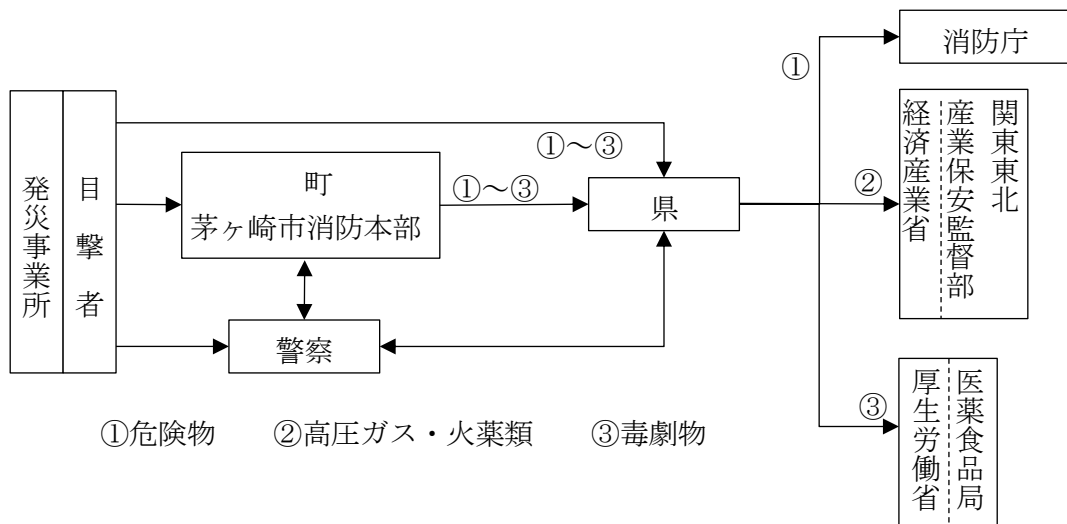 消防庁
①
関東東北
産業保安監督部
経済産業省
②
①～③
発災事業所
目撃者
町
茅ヶ崎市消防本部
①～③
県
警察
医薬食品局
厚生労働省
③
①危険物 ②高圧ガス・火薬類 ③毒劇物